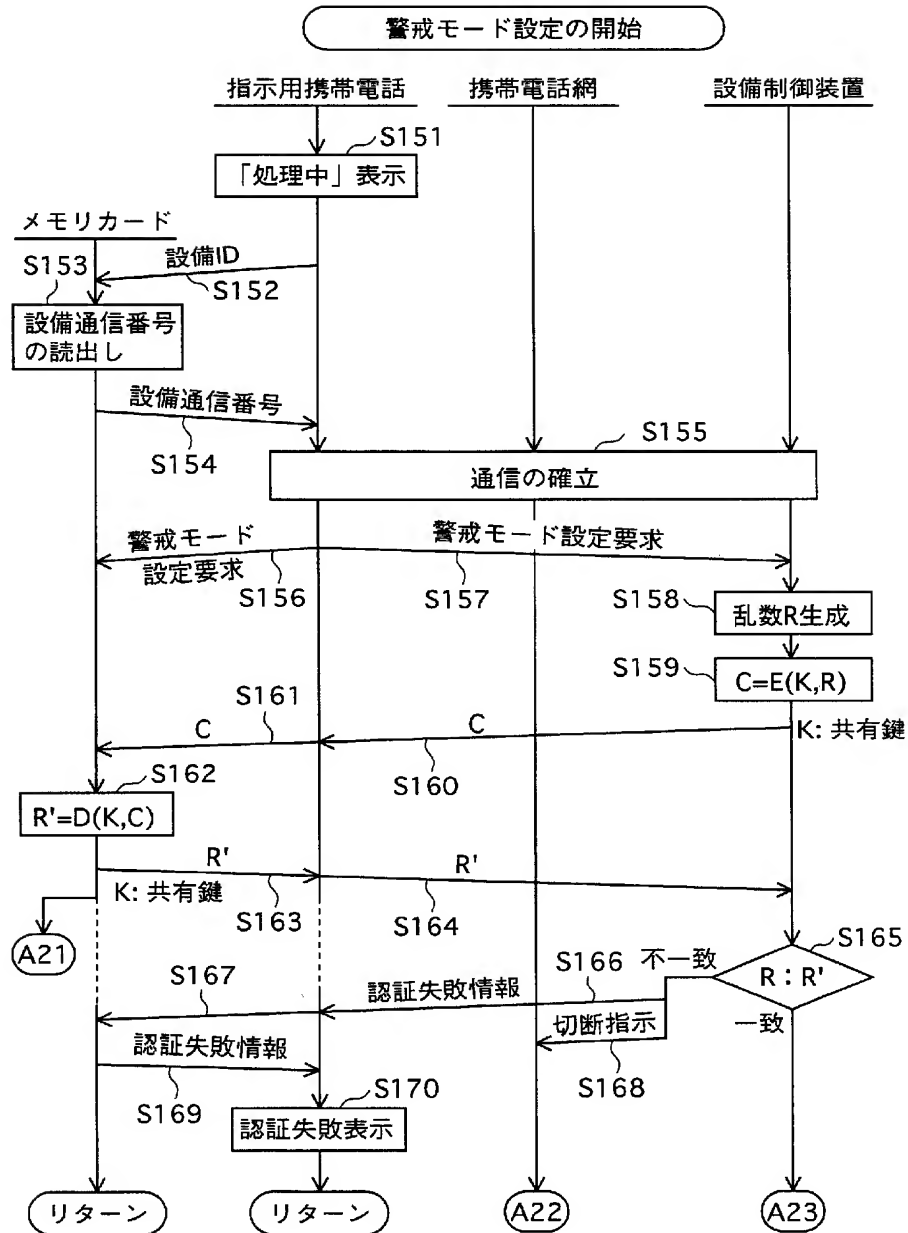 警戒モード設定の開始
指示用携帯電話
携帯電話網
設備制御装置
S151
「処理中」表示
メモリカード
設備ID
S153
S152
設備通信番号
の読出し
設備通信番号
S154
S155
通信の確立
警戒モード
設定要求
警戒モード設定要求
S156
S157
S158
乱数R生成
S159
C=E(K,R)
S161
C
C
K: 共有鍵
S160
S162
R'=D(K,C)
R'
R'
K: 共有鍵
S163
S164
A21
S165
R : R'
不一致
一致
S166
S167
認証失敗情報
切断指示
S168
認証失敗情報
S169
S170
認証失敗表示
リターン
リターン
A22
A23